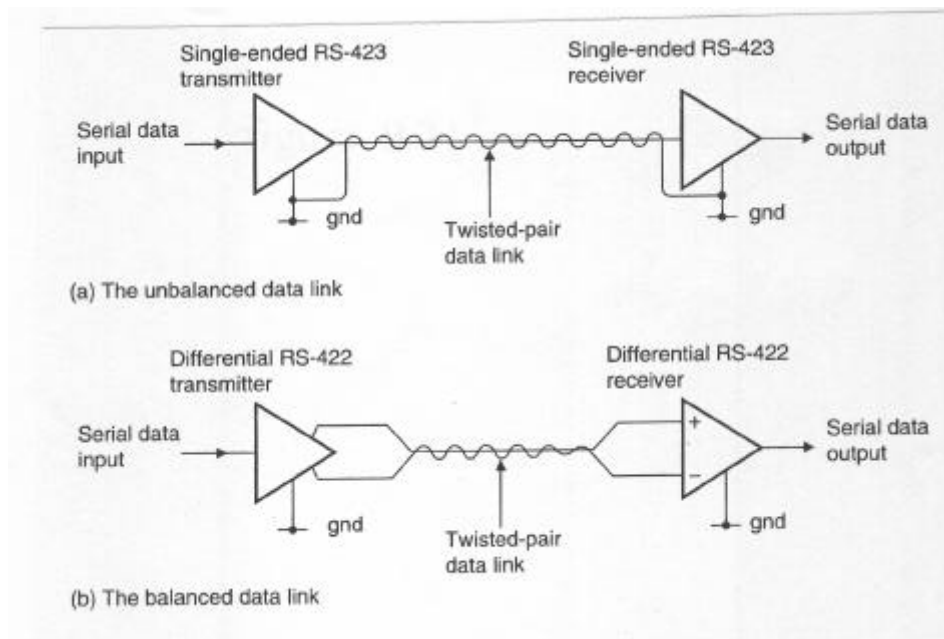 Single-ended RS-423
transmitter
Single-ended RS-423
receiver
Serial data
input
Serial data
output
gnd
gnd
Twisted-pair
data link
(a) The unbalanced data link
Differential RS-422
transmitter
Differential RS-422
receiver
Serial data
input
+
−
Serial data
output
gnd
gnd
Twisted-pair
data link
(b) The balanced data link